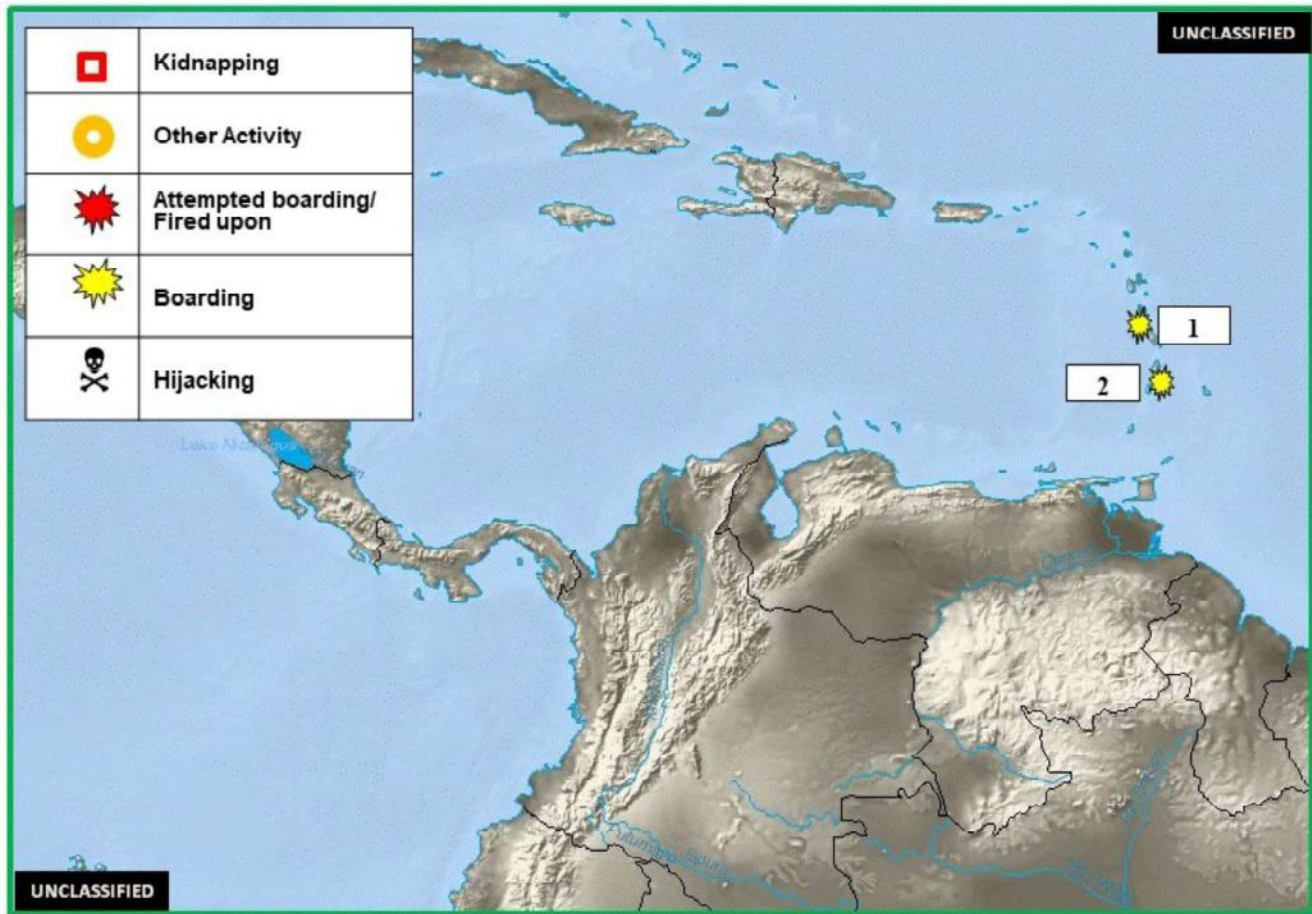 UNCLASSIFIED
Kidnapping
Other Activity
Attempted boarding/
Fired upon
Boarding
Hijacking
1
2
UNCLASSIFIED